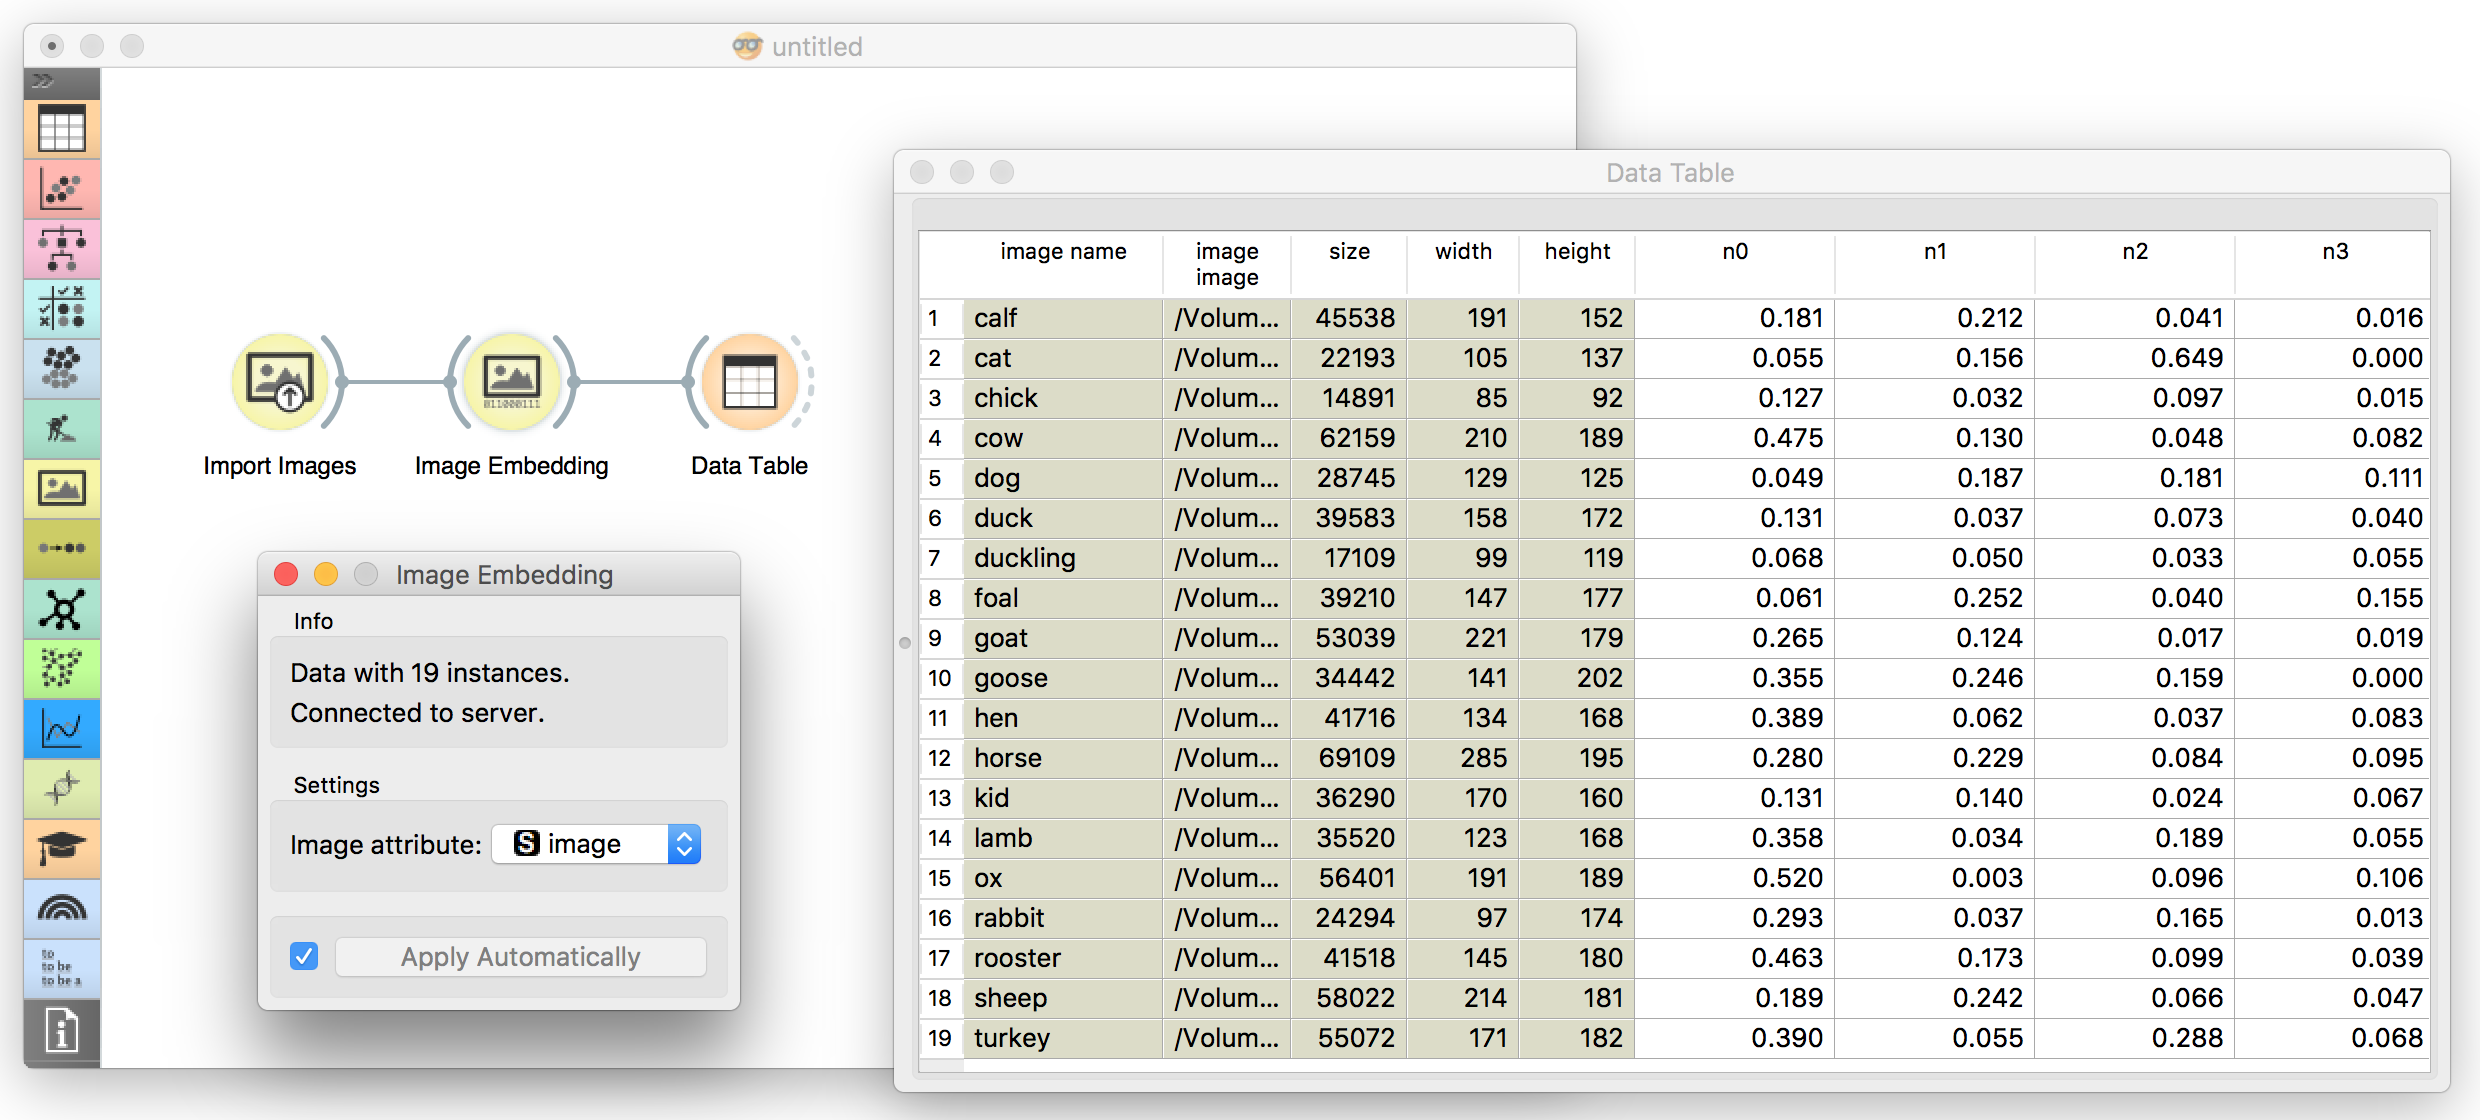 untitled
Import Images
Image Embedding
011000111
Data Table
Image Embedding
Info
Data with 19 instances.
Connected to server.
Settings
Image attribute: S image
Apply Automatically
to
to be
to be a
Data Table
image name image size width height n0 n1 n2 n3
image
1 calf /Volum... 45538 191 152 0.181 0.212 0.041 0.016
2 cat /Volum... 22193 105 137 0.055 0.156 0.649 0.000
3 chick /Volum... 14891 85 92 0.127 0.032 0.097 0.015
4 cow /Volum... 62159 210 189 0.475 0.130 0.048 0.082
5 dog /Volum... 28745 129 125 0.049 0.187 0.181 0.111
6 duck /Volum... 39583 158 172 0.131 0.037 0.073 0.040
7 duckling /Volum... 17109 99 119 0.068 0.050 0.033 0.055
8 foal /Volum... 39210 147 177 0.061 0.252 0.040 0.155
9 goat /Volum... 53039 221 179 0.265 0.124 0.017 0.019
10 goose /Volum... 34442 141 202 0.355 0.246 0.159 0.000
11 hen /Volum... 41716 134 168 0.389 0.062 0.037 0.083
12 horse /Volum... 69109 285 195 0.280 0.229 0.084 0.095
13 kid /Volum... 36290 170 160 0.131 0.140 0.024 0.067
14 lamb /Volum... 35520 123 168 0.358 0.034 0.189 0.055
15 ox /Volum... 56401 191 189 0.520 0.003 0.096 0.106
16 rabbit /Volum... 24294 97 174 0.293 0.037 0.165 0.013
17 rooster /Volum... 41518 145 180 0.463 0.173 0.099 0.039
18 sheep /Volum... 58022 214 181 0.189 0.242 0.066 0.047
19 turkey /Volum... 55072 171 182 0.390 0.055 0.288 0.068